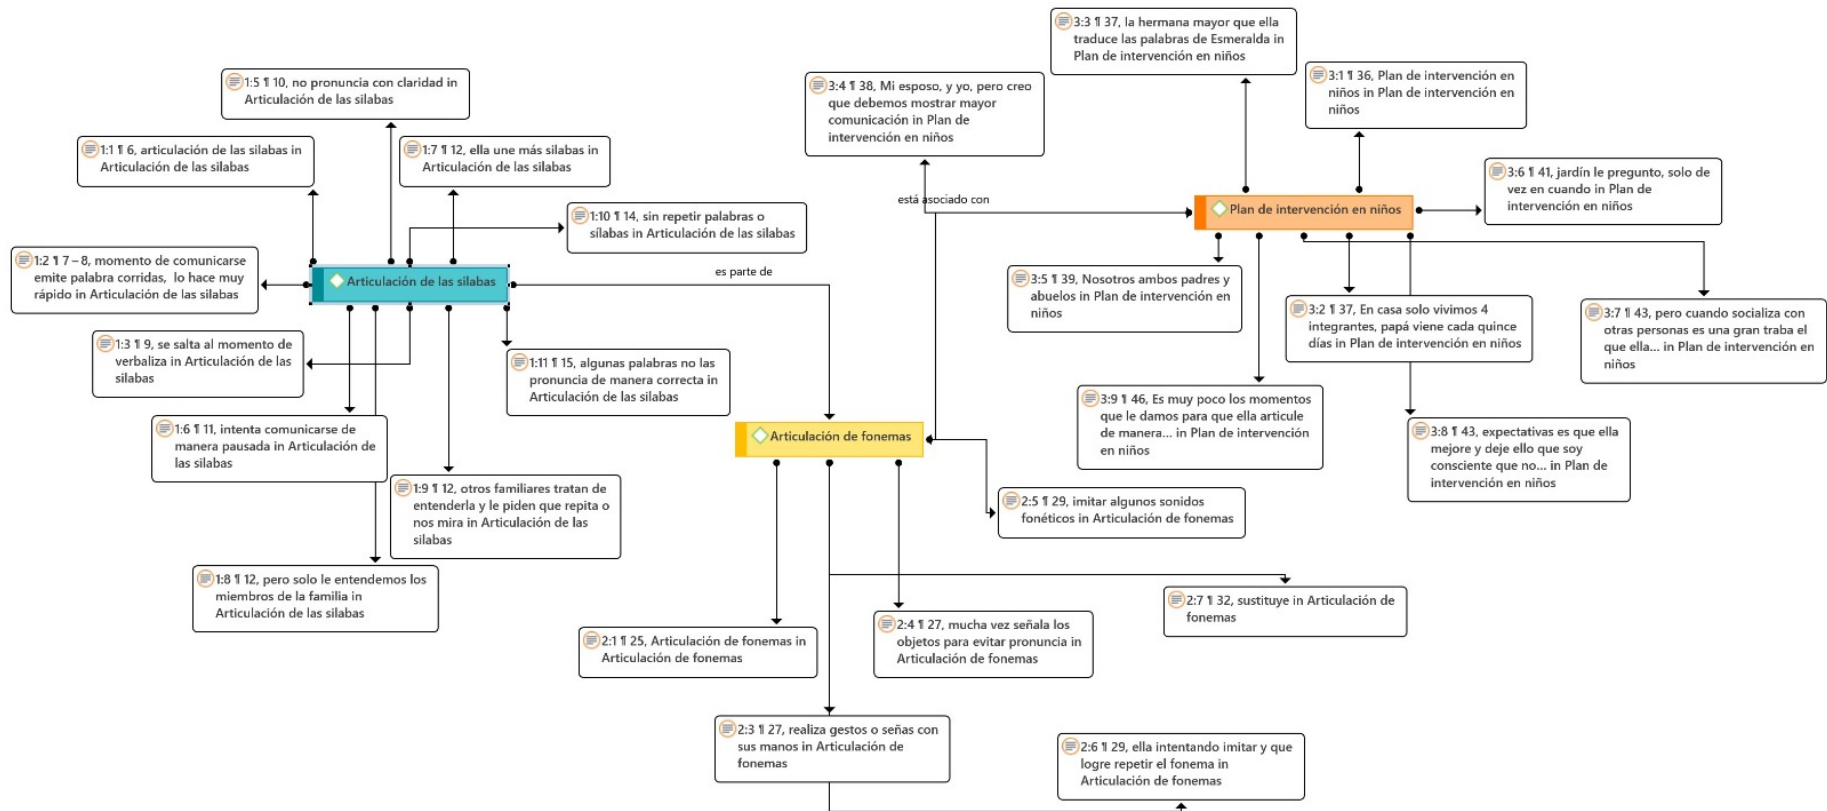 3:3 ¶ 37, la hermana mayor que ella
traduce las palabras de Esmeralda in
Plan de intervención en niños
3:1 ¶ 36, Plan de intervención en
niños in Plan de intervención en
niños
1:5 ¶ 10, no pronuncia con claridad in
Articulación de las silabas
3:4 ¶ 38, Mi esposo, y yo, pero creo
que debemos mostrar mayor
comunicación in Plan de
intervención en niños
1:1 ¶ 6, articulación de las silabas in
Articulación de las silabas
1:7 ¶ 12, ella une más silabas in
Articulación de las silabas
3:6 ¶ 41, jardín le pregunto, solo de
vez en cuando in Plan de
intervención en niños
está asociado con
Plan de intervención en niños
1:10 ¶ 14, sin repetir palabras o
sílabas in Articulación de las silabas
1:2 ¶ 7 – 8, momento de comunicarse
emite palabra corridas, lo hace muy
rápido in Articulación de las silabas
Articulación de las silabas
es parte de
3:5 ¶ 39, Nosotros ambos padres y
abuelos in Plan de intervención en
niños
3:2 ¶ 37, En casa solo vivimos 4
integrantes, papá viene cada quince
días in Plan de intervención en niños
3:7 ¶ 43, pero cuando socializa con
otras personas es una gran traba el
que ella... in Plan de intervención en
niños
1:3 ¶ 9, se salta al momento de
verbaliza in Articulación de las
silabas
1:11 ¶ 15, algunas palabras no las
pronuncia de manera correcta in
Articulación de las silabas
3:9 ¶ 46, Es muy poco los momentos
que le damos para que ella articule
de manera... in Plan de intervención
en niños
3:8 ¶ 43, expectativas es que ella
mejore y deje ello que soy
consciente que no... in Plan de
intervención en niños
1:6 ¶ 11, intenta comunicarse de
manera pausada in Articulación de
las silabas
Articulación de fonemas
1:9 ¶ 12, otros familiares tratan de
entenderla y le piden que repita o
nos mira in Articulación de las
silabas
2:5 ¶ 29, imitar algunos sonidos
fonéticos in Articulación de fonemas
1:8 ¶ 12, pero solo le entendemos los
miembros de la familia in
Articulación de las silabas
2:7 ¶ 32, sustituye in Articulación de
fonemas
2:1 ¶ 25, Articulación de fonemas in
Articulación de fonemas
2:4 ¶ 27, mucha vez señala los
objetos para evitar pronuncia in
Articulación de fonemas
2:3 ¶ 27, realiza gestos o señas con
sus manos in Articulación de
fonemas
2:6 ¶ 29, ella intentando imitar y que
logre repetir el fonema in
Articulación de fonemas